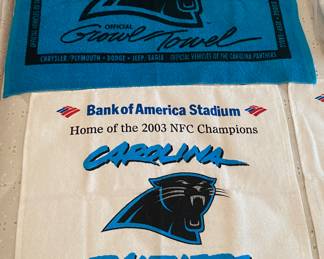 OFFICIAL
Growl Towel
CHRYSLER/PLYMOUTH • DODGE • JEEP/EAGLE OFFICIAL VEHICLES OF THE CAROLINA PANTHERS
Bank of America Stadium
Home of the 2003 NFC Champions
CAROLINA
PANTHERS